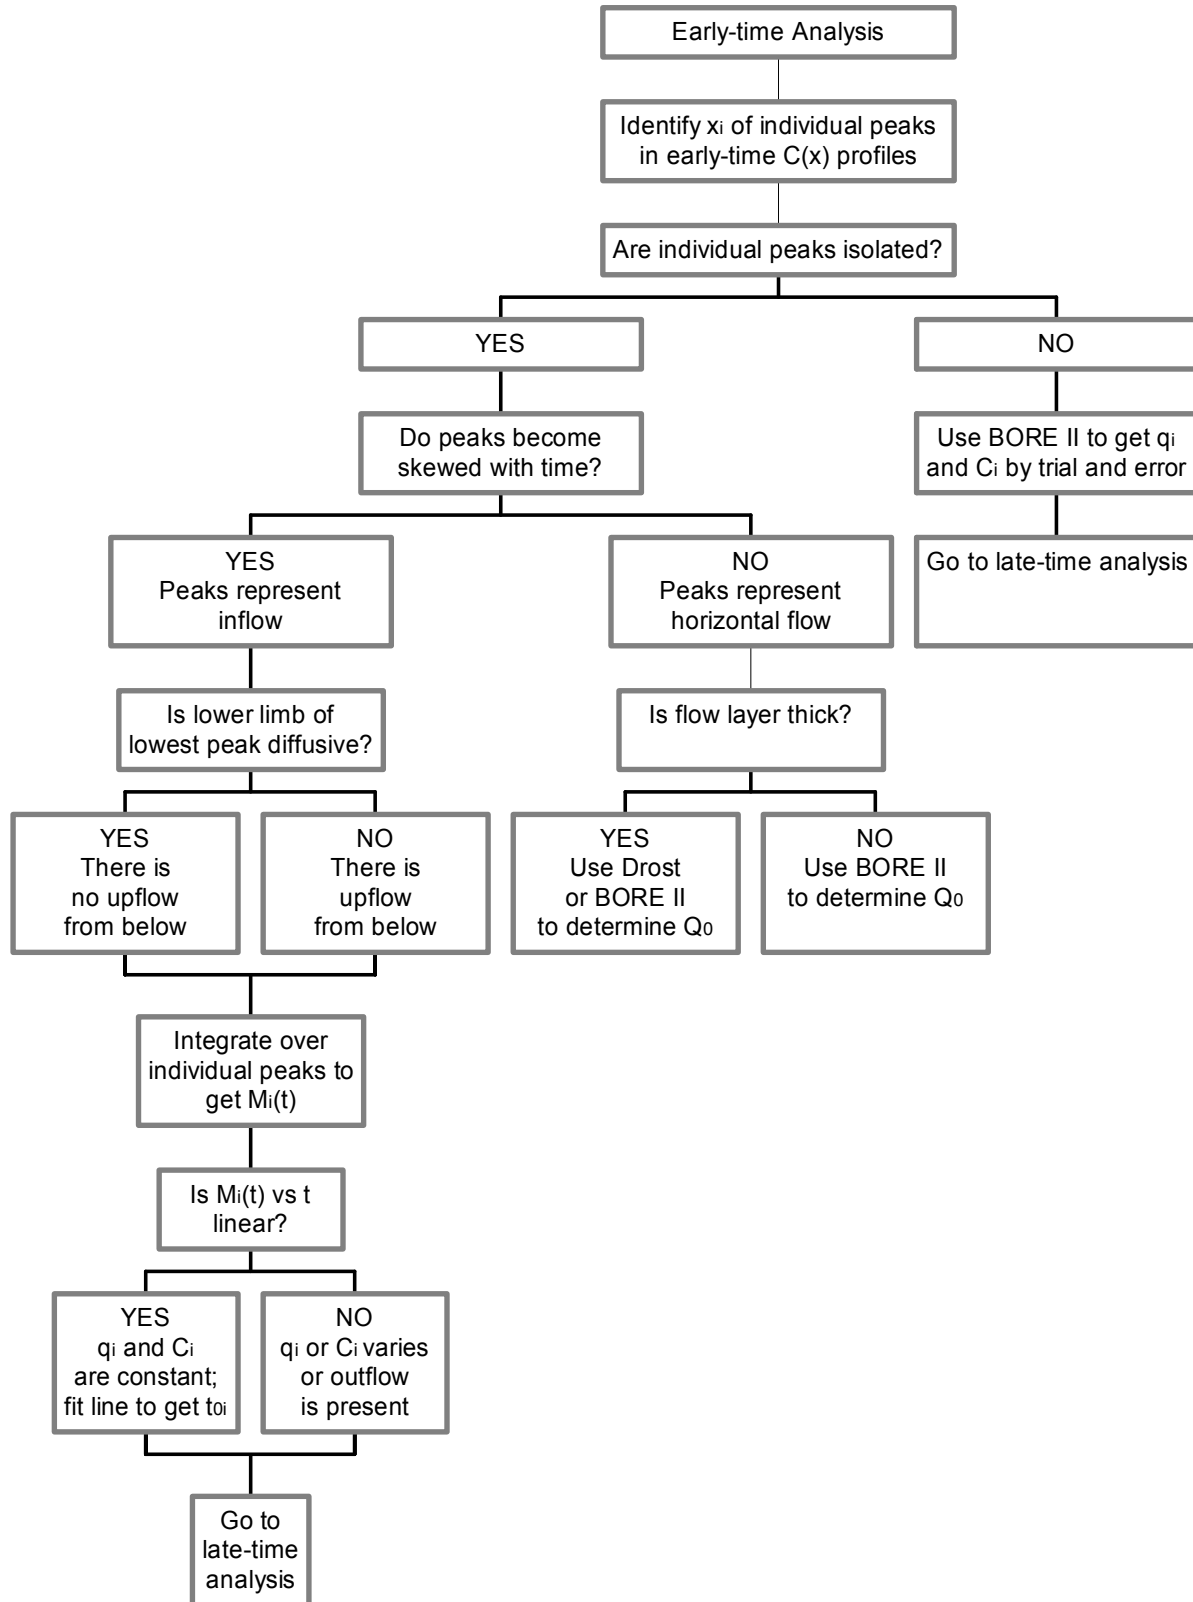 Early-time Analysis
Identify xi of individual peaks
in early-time C(x) profiles
Are individual peaks isolated?
YES
NO
Do peaks become
skewed with time?
Use BORE II to get qi
and Ci by trial and error
YES
Peaks represent
inflow
NO
Peaks represent
horizontal flow
Go to late-time analysis
Is lower limb of
lowest peak diffusive?
Is flow layer thick?
YES
There is
no upflow
from below
NO
There is
upflow
from below
YES
Use Drost
or BORE II
to determine Q0
NO
Use BORE II
to determine Q0
Integrate over
individual peaks to
get Mi(t)
Is Mi(t) vs t
linear?
YES
qi and Ci
are constant;
fit line to get t0i
NO
qi or Ci varies
or outflow
is present
Go to
late-time
analysis